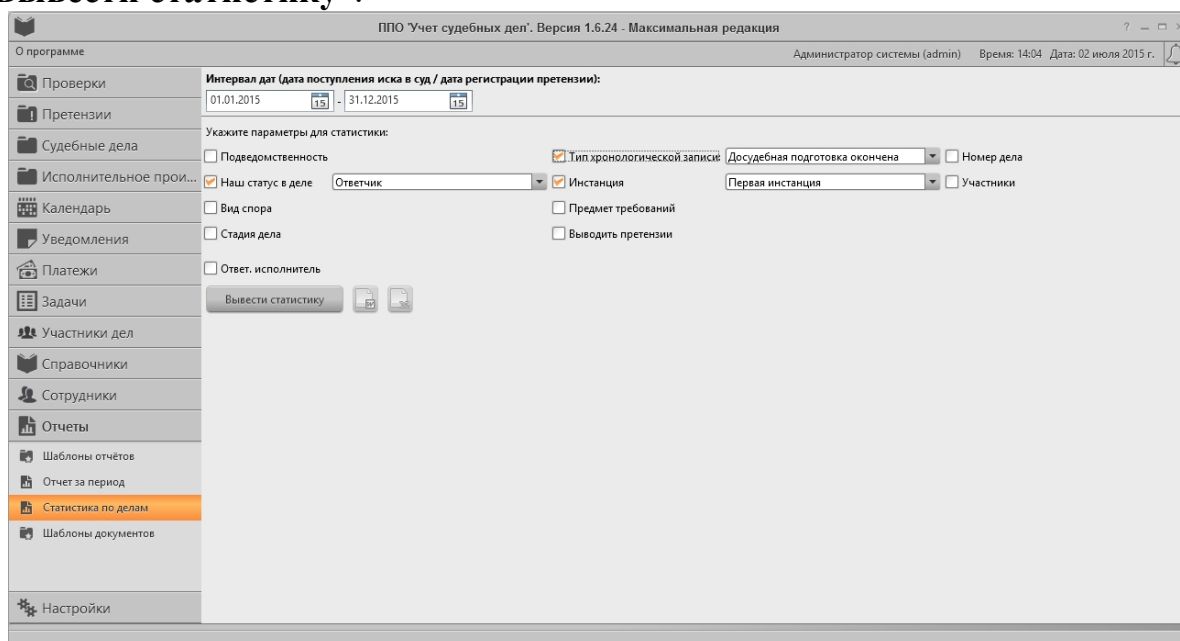 Вывести статистику".
ППО 'Учет судебных дел'. Версия 1.6.24 - Максимальная редакция
О программе
Администратор системы (admin) Время: 14:04 Дата: 02 июля 2015 г.
Проверки
Претензии
Судебные дела
Исполнительное прои...
Календарь
Уведомления
Платежи
Задачи
Участники дел
Справочники
Сотрудники
Отчеты
Шаблоны отчётов
Отчет за период
Статистика по делам
Шаблоны документов
Настройки
Интервал дат (дата поступления иска в суд / дата регистрации претензии):
01.01.2015 15 - 31.12.2015 15
Укажите параметры для статистики:
Подведомственность
Тип хронологической записи: Досудебная подготовка окончена
Номер дела
Наш статус в деле Ответчик
Инстанция Первая инстанция
Участники
Вид спора
Предмет требований
Стадия дела
Выводить претензии
Ответ. исполнитель
Вывести статистику